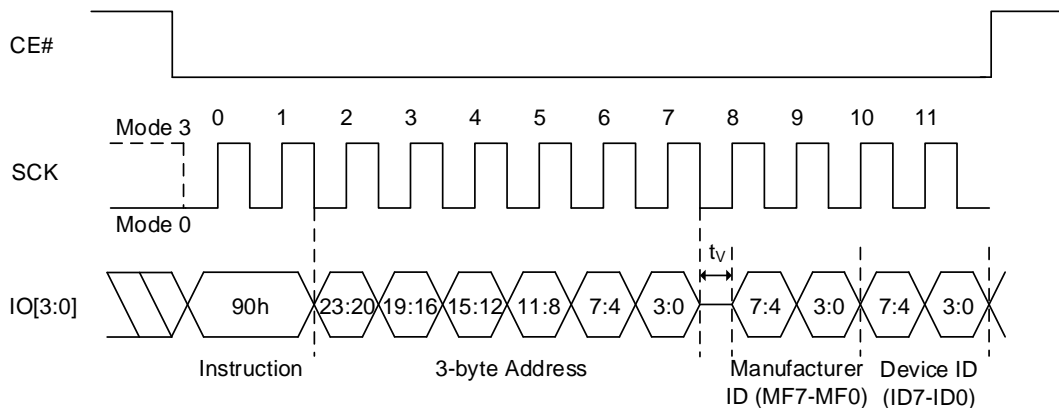 CE#
0 1 2 3 4 5 6 7 8 9 10 11
Mode 3
SCK
Mode 0
tV
IO[3:0] 90h 23:20 19:16 15:12 11:8 7:4 3:0 7:4 3:0 7:4 3:0
Instruction 3-byte Address Manufacturer Device ID
ID (MF7-MF0) (ID7-ID0)